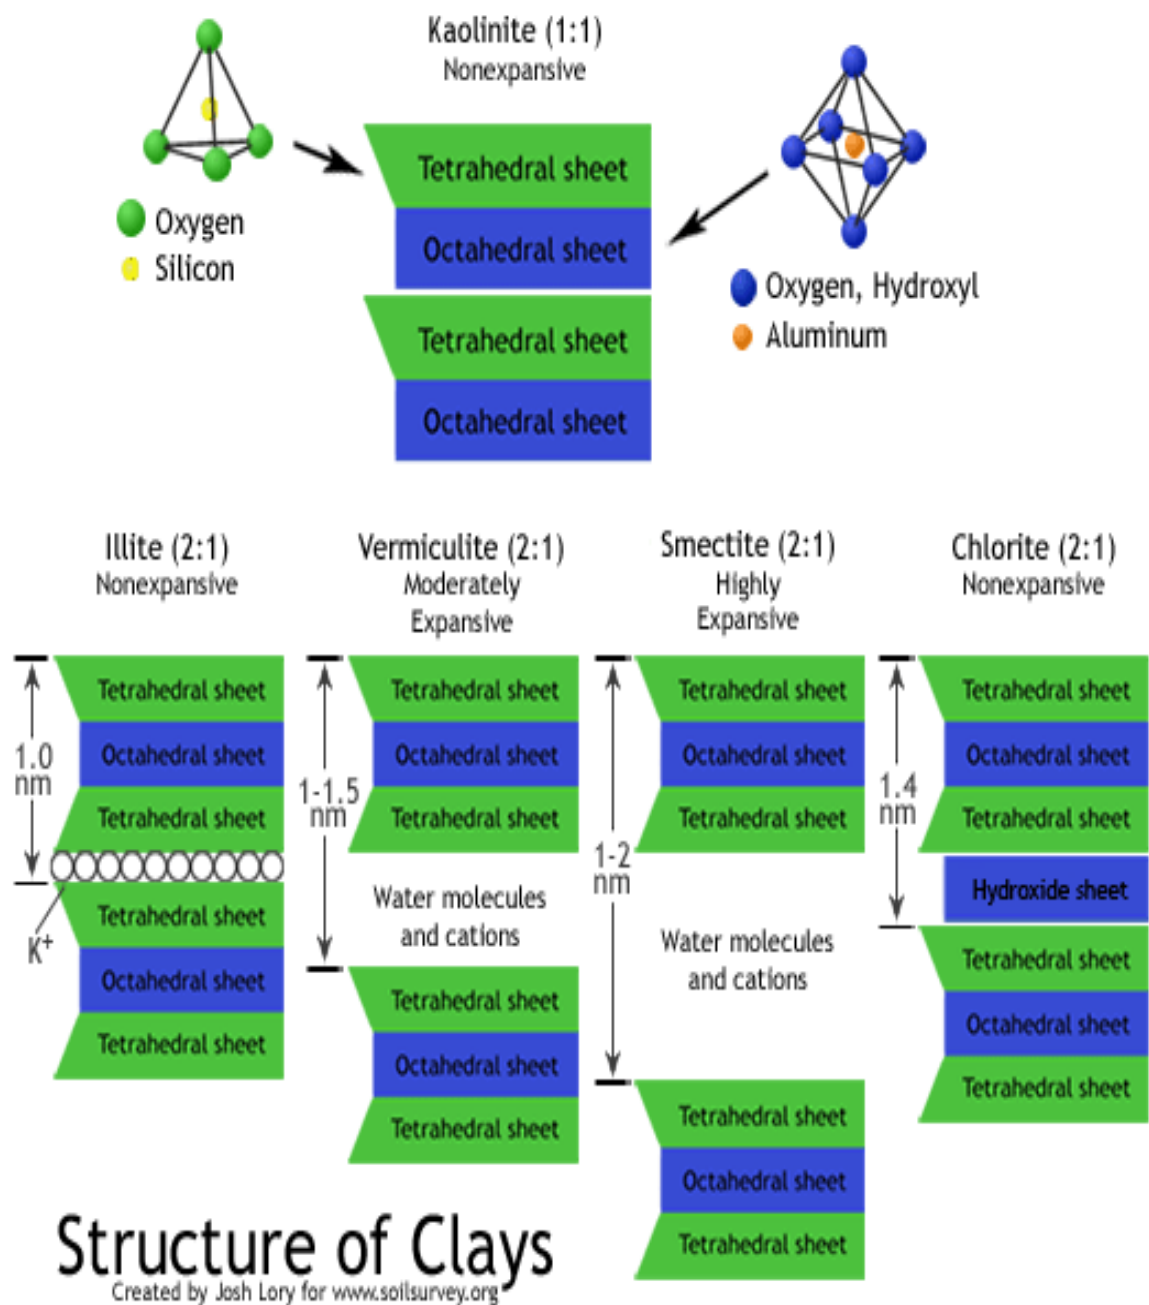 Kaolinite (1:1)
Nonexpansive
Tetrahedral sheet
Octahedral sheet
Tetrahedral sheet
Octahedral sheet
Oxygen
Silicon
Oxygen, Hydroxyl
Aluminum
Illite (2:1)
Nonexpansive
1.0
nm
Tetrahedral sheet
Octahedral sheet
Tetrahedral sheet
K+
Tetrahedral sheet
Octahedral sheet
Tetrahedral sheet
Vermiculite (2:1)
Moderately
Expansive
1-1.5
nm
Tetrahedral sheet
Octahedral sheet
Tetrahedral sheet
Water molecules
and cations
Tetrahedral sheet
Octahedral sheet
Tetrahedral sheet
Smectite (2:1)
Highly
Expansive
1-2
nm
Tetrahedral sheet
Octahedral sheet
Tetrahedral sheet
Water molecules
and cations
Tetrahedral sheet
Octahedral sheet
Tetrahedral sheet
Chlorite (2:1)
Nonexpansive
1.4
nm
Tetrahedral sheet
Octahedral sheet
Tetrahedral sheet
Hydroxide sheet
Tetrahedral sheet
Octahedral sheet
Tetrahedral sheet
Structure of Clays
Created by Josh Lory for www.soilsurvey.org